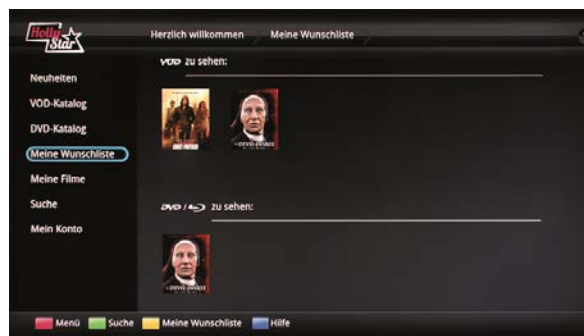 Holly
Star
Herzlich willkommen
Meine Wunschliste
VOD zu sehen:
Neuheiten
VOD-Katalog
DVD-Katalog
Meine Wunschliste
Meine Filme
Suche
Mein Konto
DVD / zu sehen:
Menü
Suche
Meine Wunschliste
Hilfe